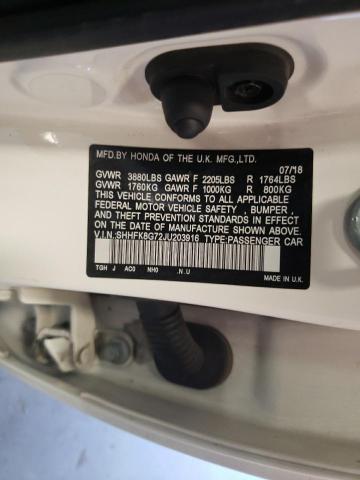 MFD.BY HONDA OF THE U.K.MFG.,LTD.
07/18
GVWR 3880LBS GAWR F 2205LBS R 1764LBS
GVWR 1760KG GAWR F 1000KG R 800KG
THIS VEHICLE CONFORMS TO ALL APPLICABLE
FEDERAL MOTOR VEHICLE SAFETY , BUMPER ,
AND THEFT PREVENTION STANDARDS IN EFFECT
ON THE DATE OF MANUFACTURE SHOWN ABOVE.
V.I.N.:SHHFK8G72JU203916 TYPE:PASSENGER CAR
TGH J AC0 NH0 .N.U
MADE IN U.K.